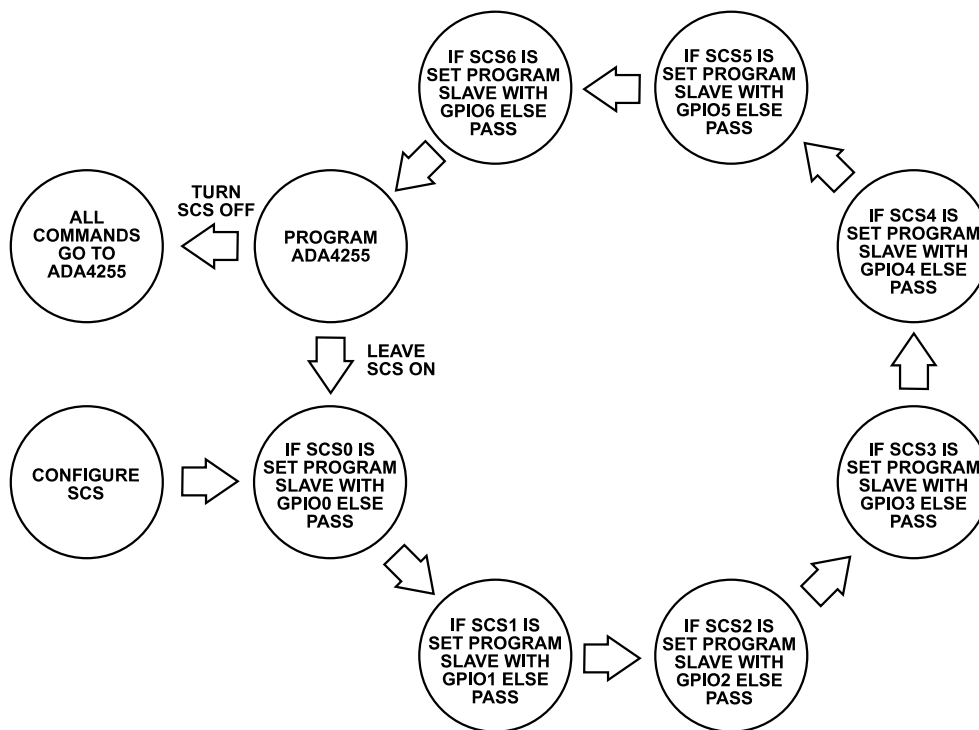 IF SCS6 IS
SET PROGRAM
SLAVE WITH
GPIO6 ELSE
PASS
IF SCS5 IS
SET PROGRAM
SLAVE WITH
GPIO5 ELSE
PASS
TURN
SCS OFF
ALL
COMMANDS
GO TO
ADA4255
PROGRAM
ADA4255
IF SCS4 IS
SET PROGRAM
SLAVE WITH
GPIO4 ELSE
PASS
LEAVE
SCS ON
CONFIGURE
SCS
IF SCS0 IS
SET PROGRAM
SLAVE WITH
GPIO0 ELSE
PASS
IF SCS3 IS
SET PROGRAM
SLAVE WITH
GPIO3 ELSE
PASS
IF SCS1 IS
SET PROGRAM
SLAVE WITH
GPIO1 ELSE
PASS
IF SCS2 IS
SET PROGRAM
SLAVE WITH
GPIO2 ELSE
PASS